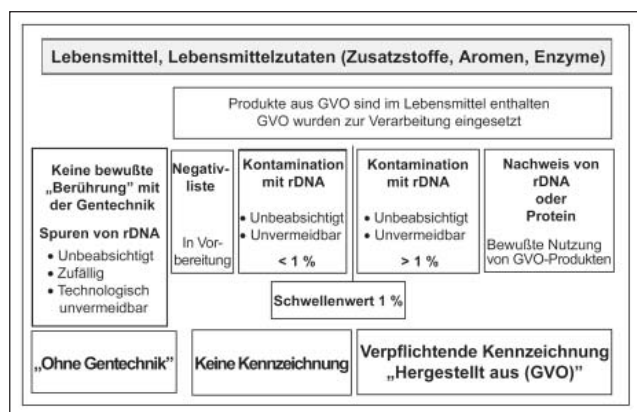 Lebensmittel, Lebensmittelzutaten (Zusatzstoffe, Aromen, Enzyme)
Produkte aus GVO sind im Lebensmittel enthalten
GVO wurden zur Verarbeitung eingesetzt
Keine bewußte
„Berührung” mit
der Gentechnik
Spuren von rDNA
• Unbeabsichtigt
• Zufällig
• Technologisch
unvermeidbar
Negativ-
liste
In Vor-
bereitung
Kontamination
mit rDNA
• Unbeabsichtigt
• Unvermeidbar
< 1 %
Kontamination
mit rDNA
• Unbeabsichtigt
• Unvermeidbar
> 1 %
Nachweis von
rDNA
oder
Protein
Bewußte Nutzung
von GVO-Produkten
Schwellenwert 1 %
„Ohne Gentechnik”
Keine Kennzeichnung
Verpflichtende Kennzeichnung
„Hergestellt aus (GVO)”